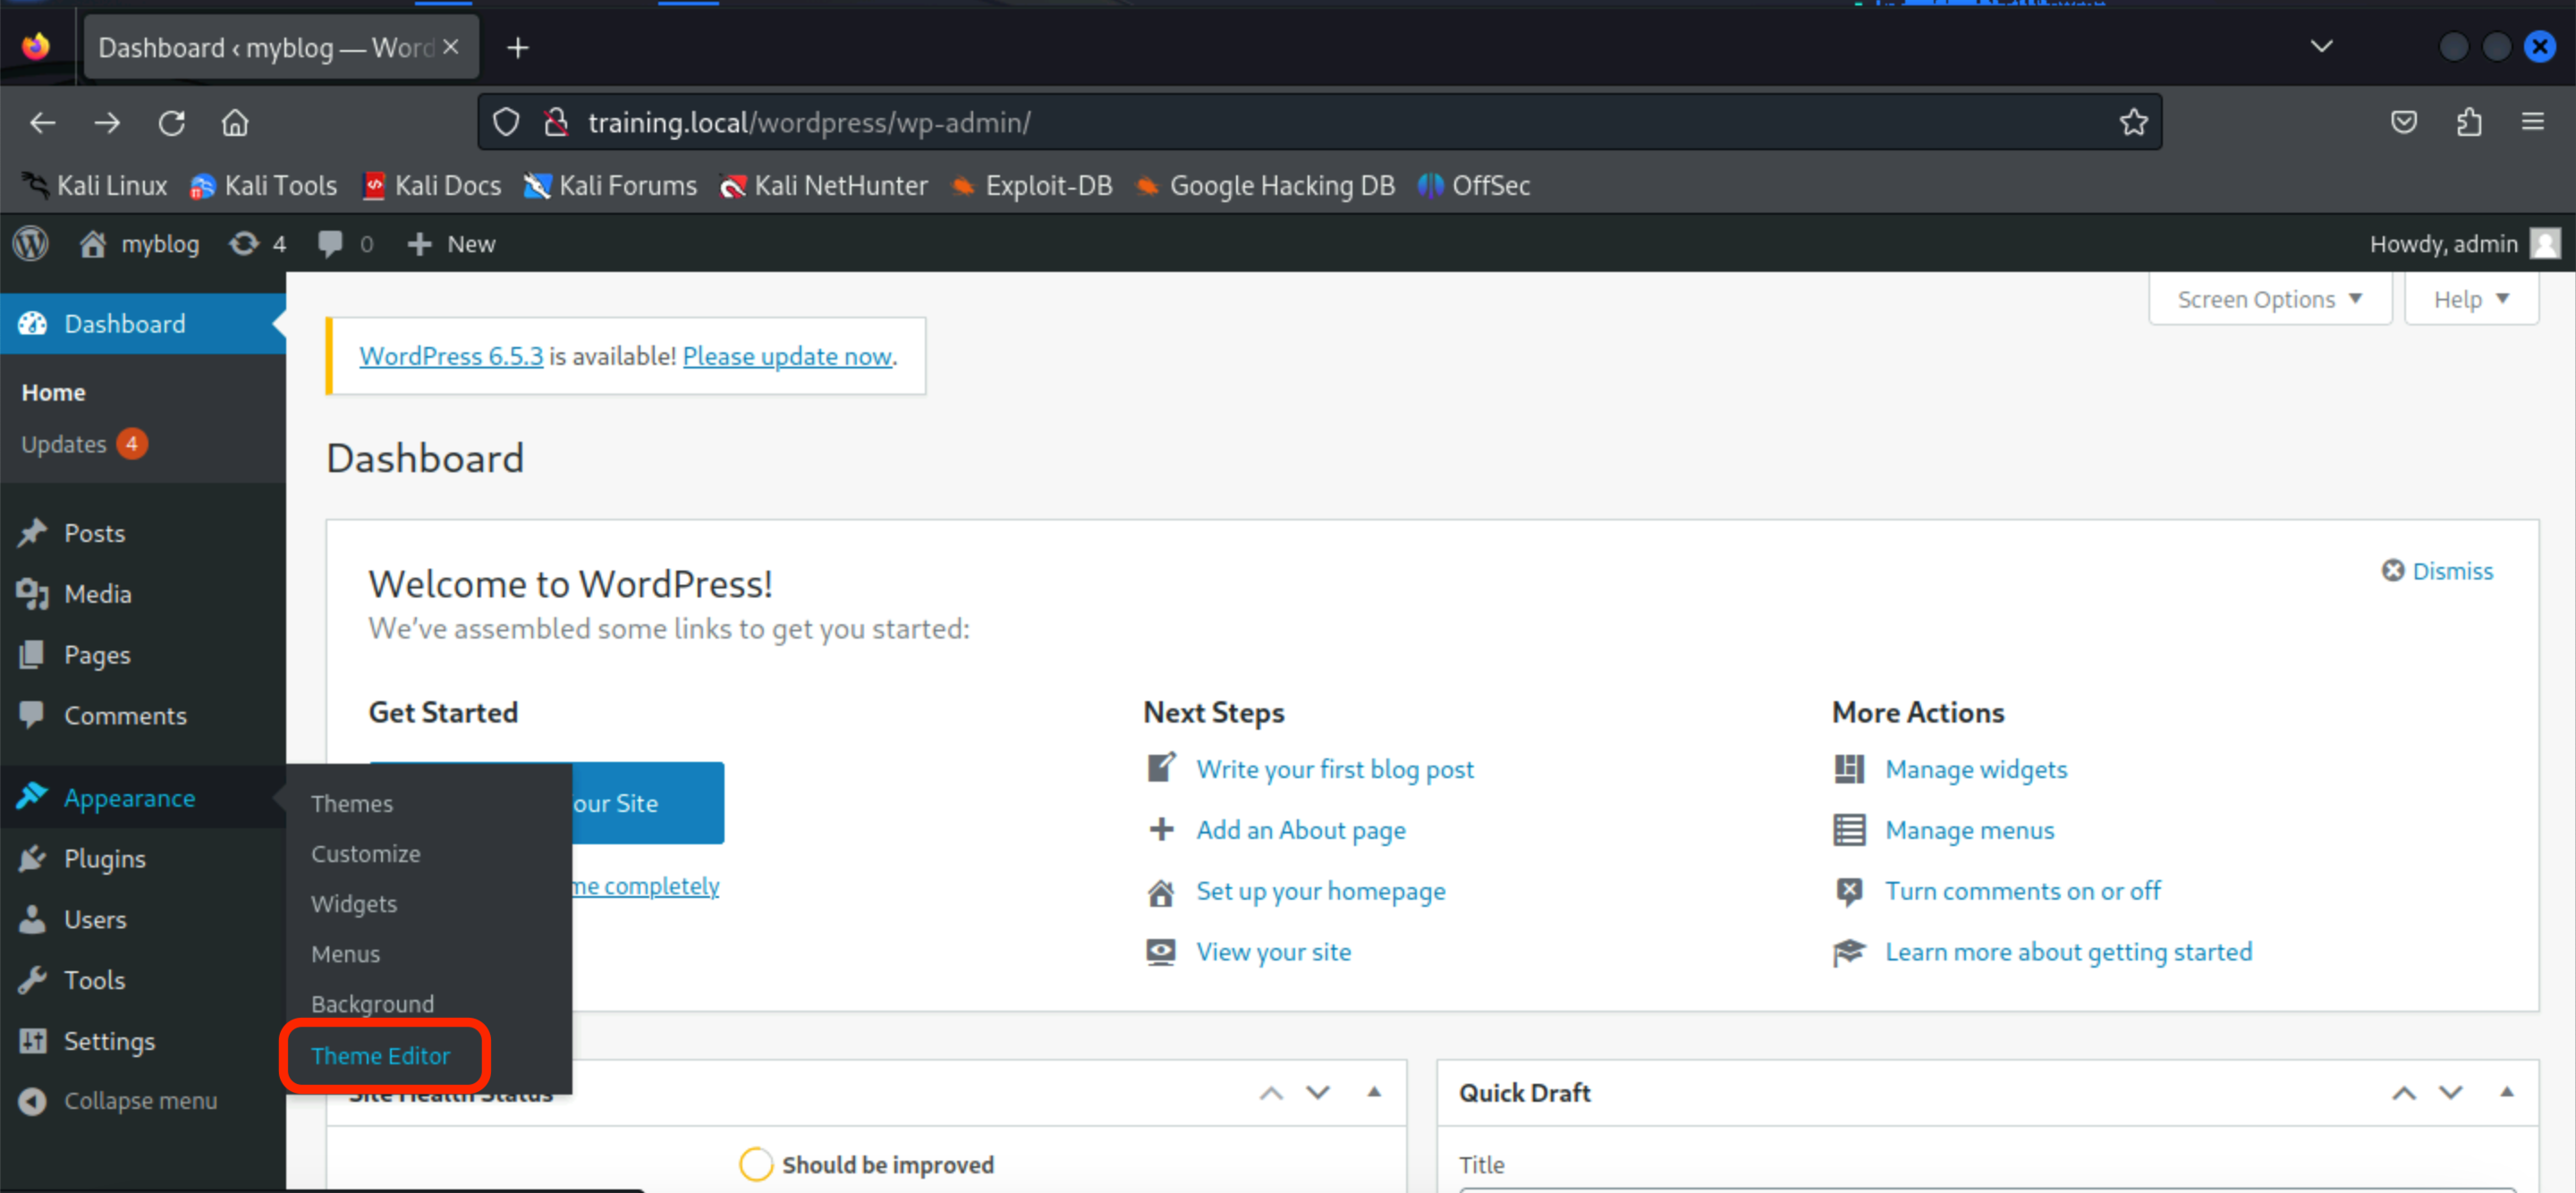 Dashboard ‹ myblog — Word
training.local/wordpress/wp-admin/
Kali Linux Kali Tools Kali Docs Kali Forums Kali NetHunter Exploit-DB Google Hacking DB OffSec
myblog 4 0 + New Howdy, admin
Screen Options Help
Dashboard
WordPress 6.5.3 is available! Please update now.
Home
Updates 4
Dashboard
Posts
Media
Pages
Comments
Appearance
Plugins
Users
Tools
Settings
Collapse menu
Themes
Customize
Widgets
Menus
Background
Theme Editor
Welcome to WordPress!
Dismiss
We've assembled some links to get you started:
Get Started
our Site
me completely
Next Steps
Write your first blog post
Add an About page
Set up your homepage
View your site
More Actions
Manage widgets
Manage menus
Turn comments on or off
Learn more about getting started
Site Health Status
Should be improved
Quick Draft
Title